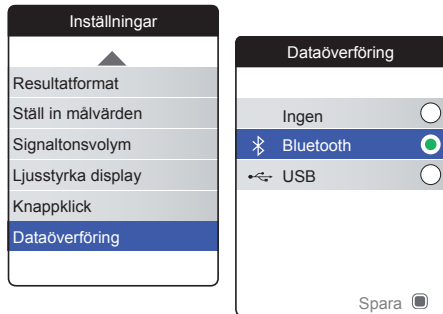 Inställningar
Resultatformat
Ställ in målvärden
Signaltonsvolym
Ljusstyrka display
Knappklick
Dataöverföring
Dataöverföring
Ingen
Bluetooth
USB
Spara